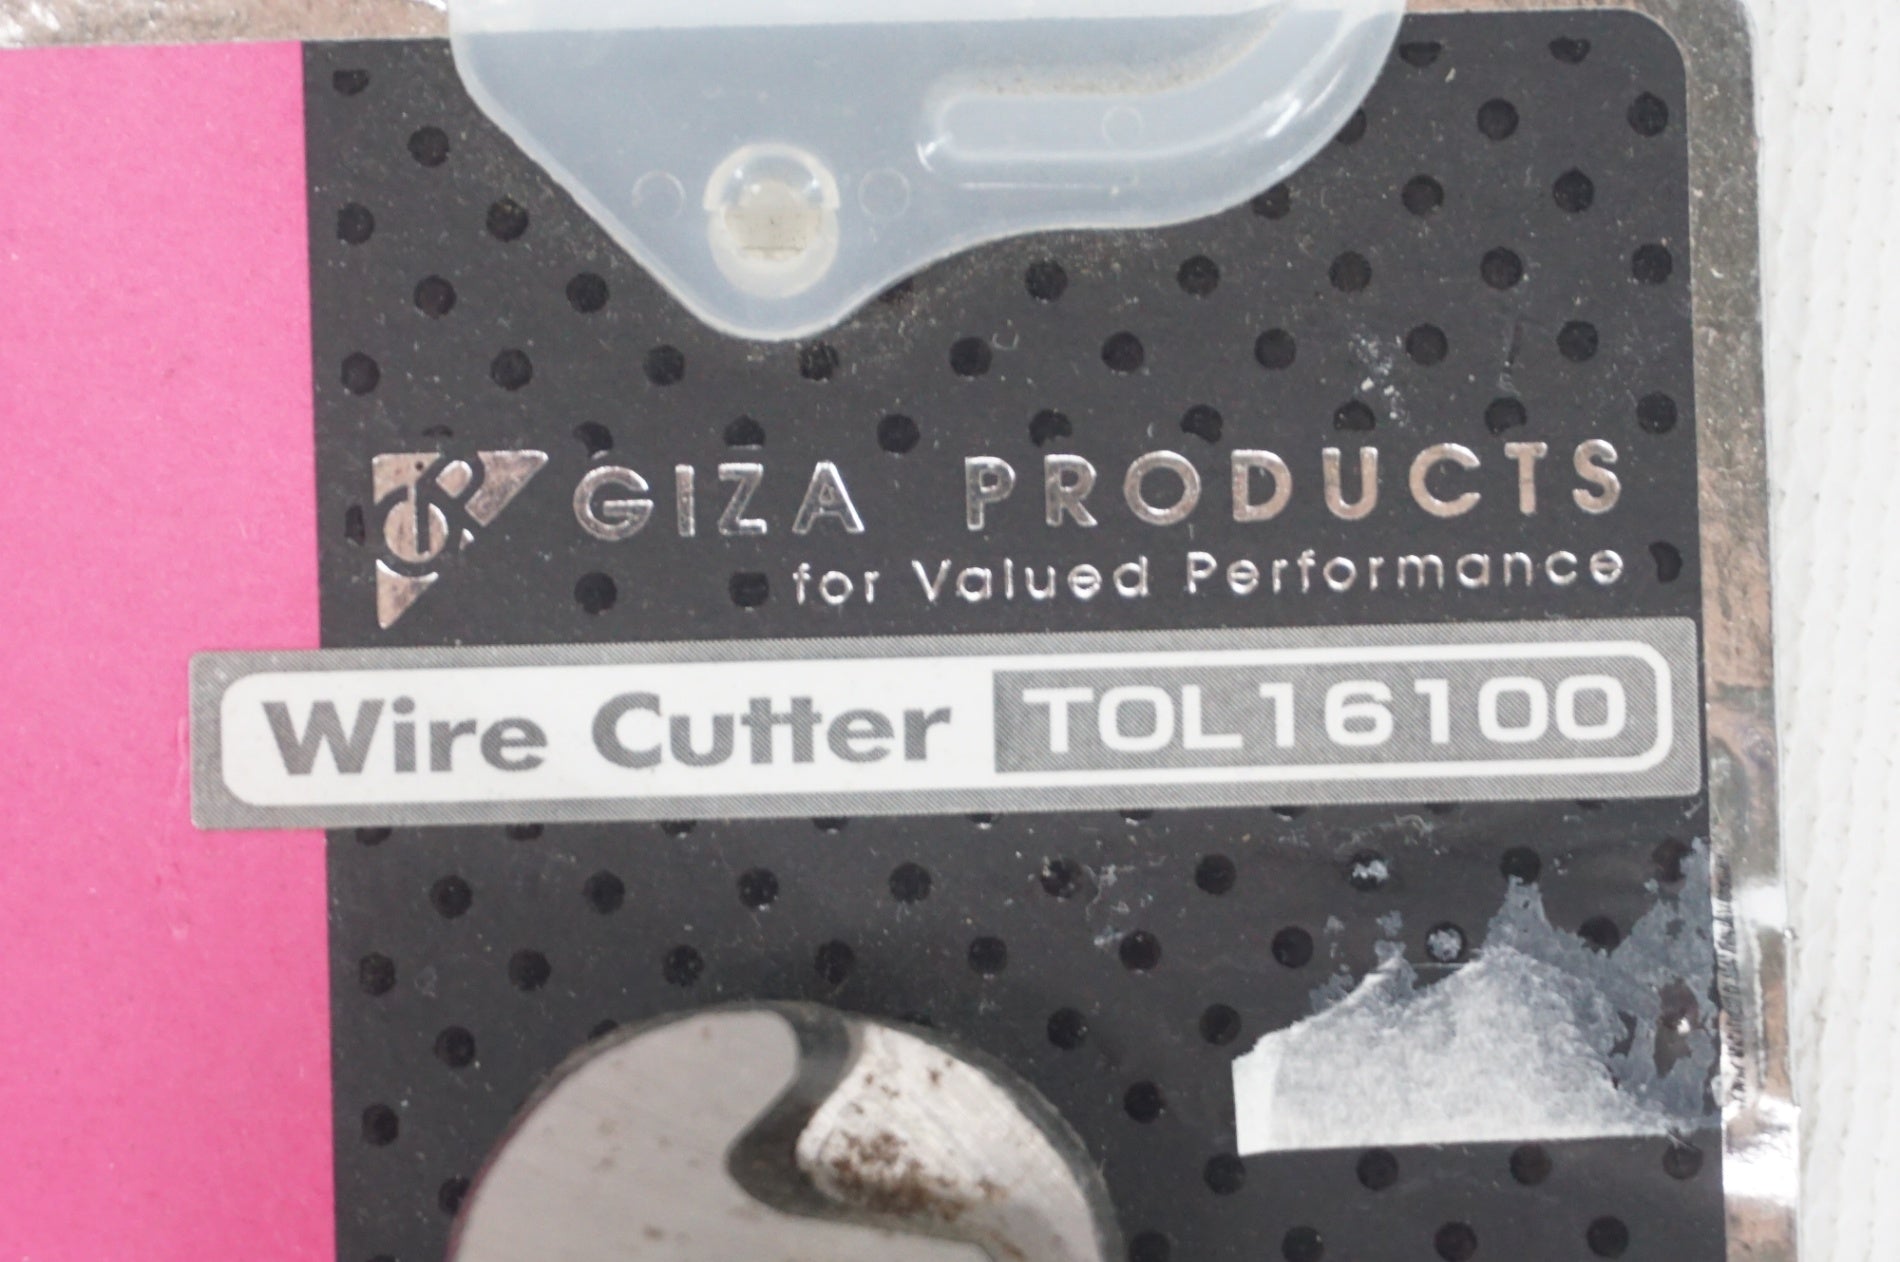 GIZA PRODUCTS
for Valued Performance
Wire Cutter TOL16100